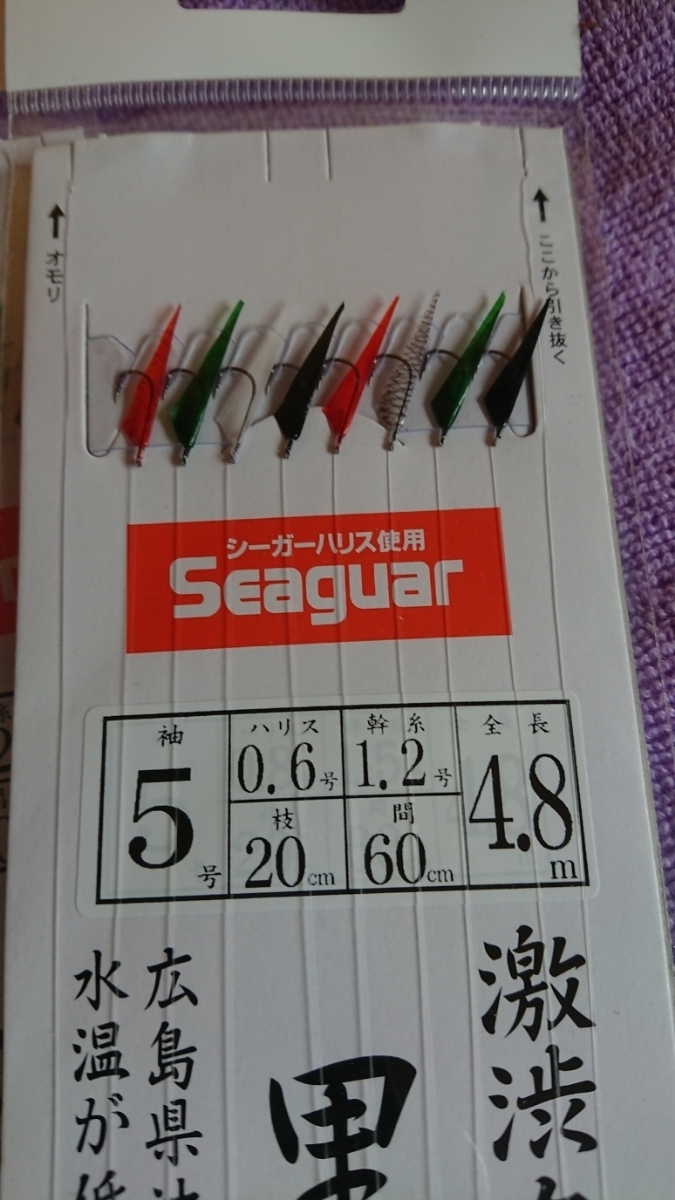 オモリ
ここから引き抜く
シーガーハリス使用
Seaguar
袖
5号
ハリス
0.6号
幹糸
1.2号
全長
4.8m
枝
20cm
間
60cm
激渋
広島県
水温が低